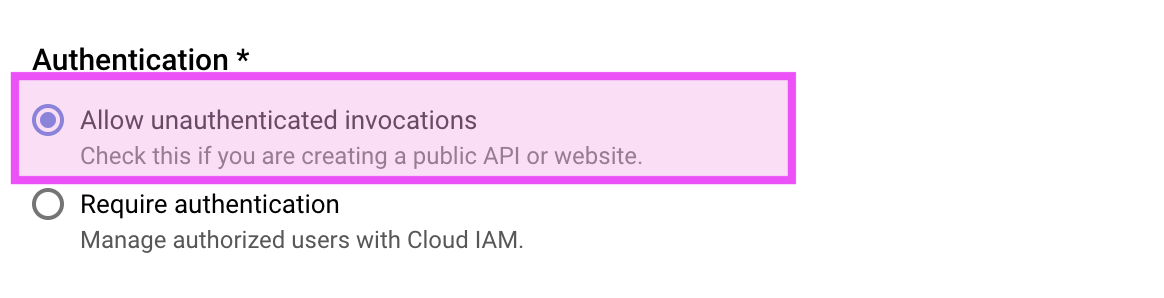 Authentication *
Allow unauthenticated invocations
Check this if you are creating a public API or website.
Require authentication
Manage authorized users with Cloud IAM.